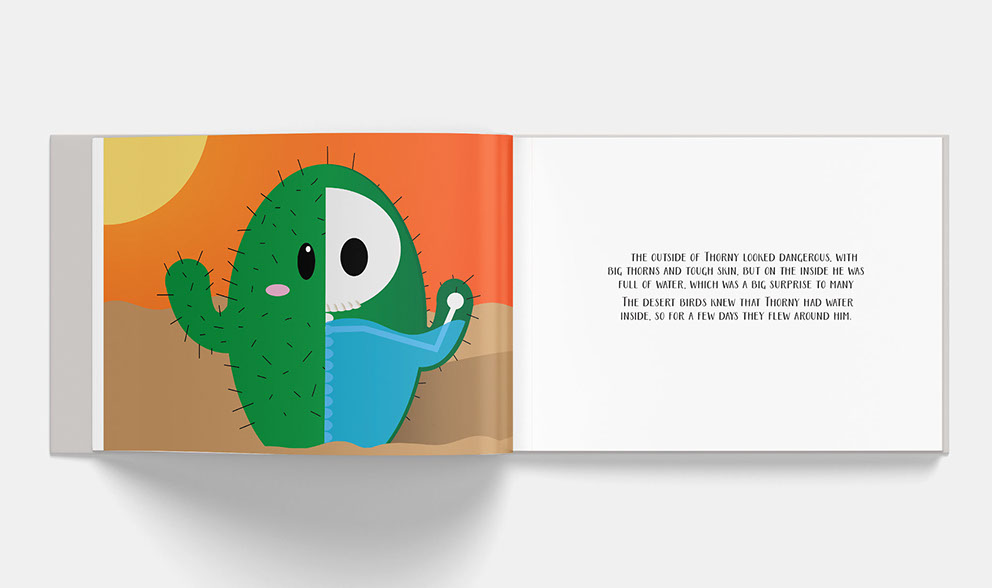 the outside of Thorny looked dangerous, with
big thorns and tough skin, but on the inside he was
full of water, which was a big surprise to many
The desert birds knew that Thorny had water
inside, so for a few days they flew around him.